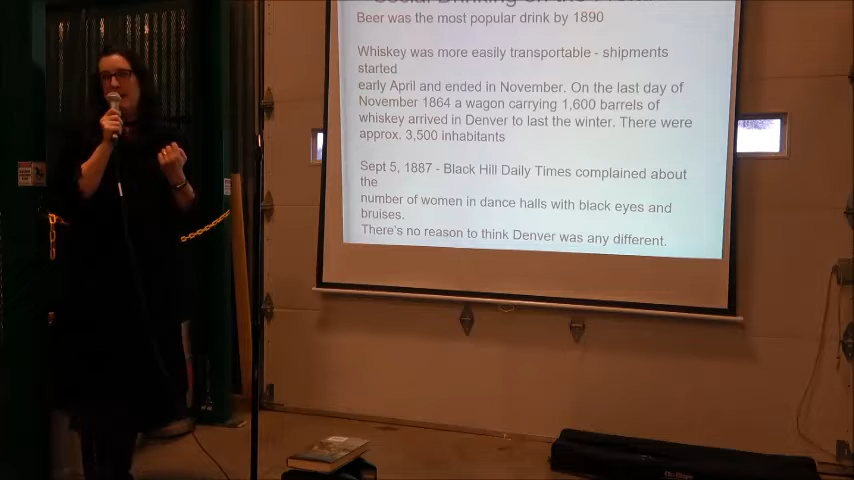 Social Drinking on the
Beer was the most popular drink by 1890
Whiskey was more easily transportable - shipments
started
early April and ended in November. On the last day of
November 1864 a wagon carrying 1,600 barrels of
whiskey arrived in Denver to last the winter. There were
approx. 3,500 inhabitants.
Sept 5, 1887 - Black Hill Daily Times complained about
the
number of women in dance halls with black eyes and
bruises.
There's no reason to think Denver was any different.